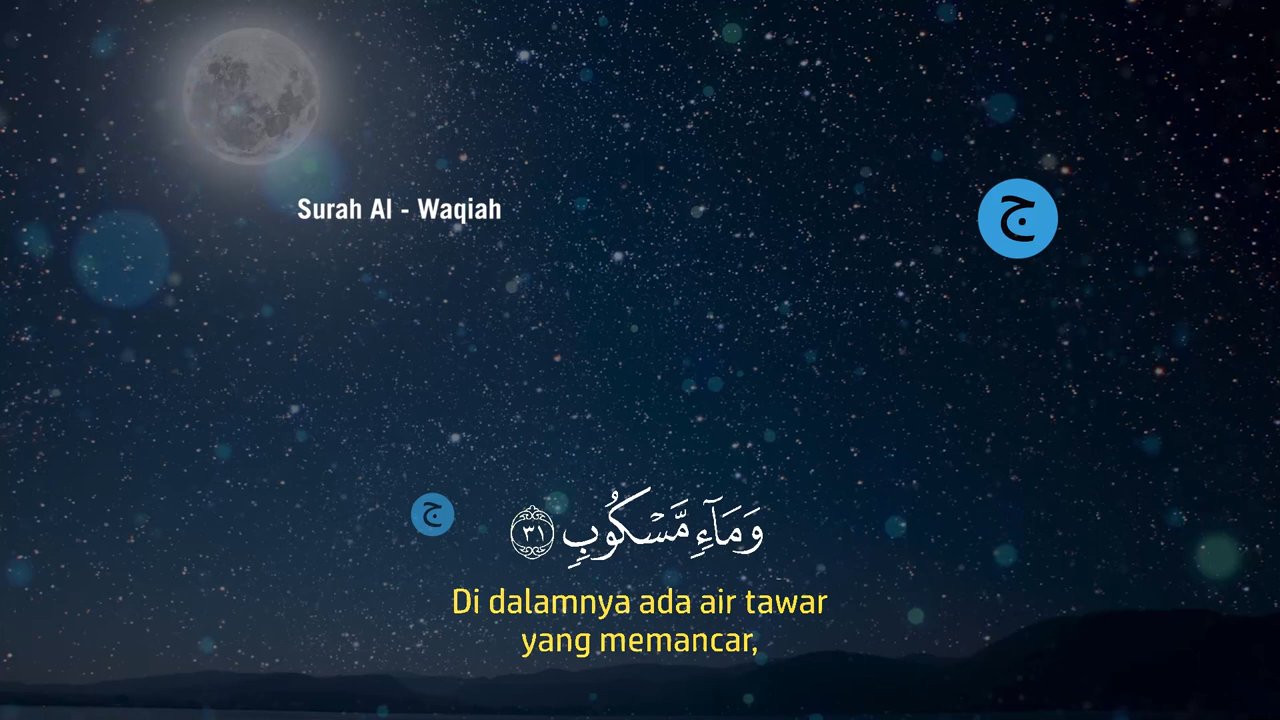 Surah Al - Waqiah
ج
وَمَآءٍ مَّسْكُوبٍ ٣١
ج
Di dalamnya ada air tawar
yang memancar,